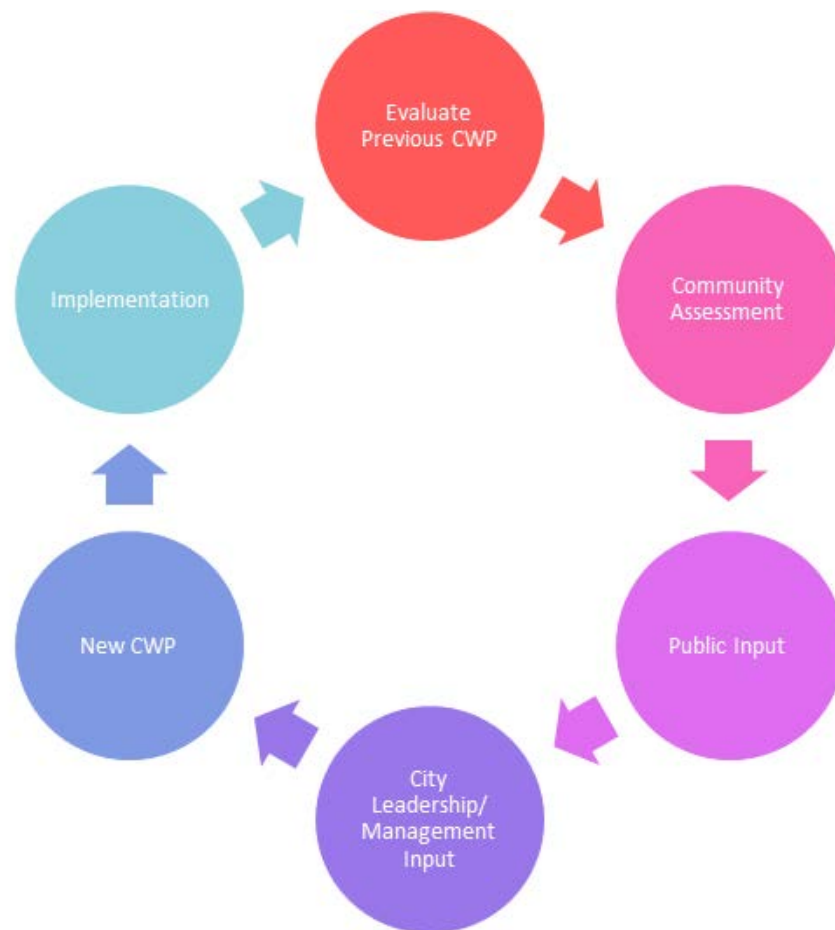 Evaluate
Previous CWP
Community
Assessment
Public Input
City
Leadership/
Management
Input
New CWP
Implementation